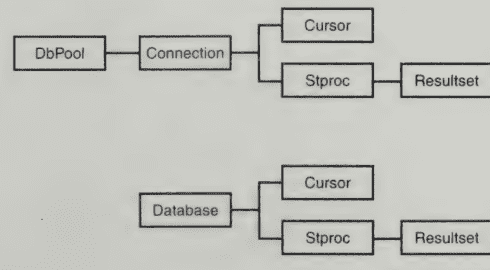 Cursor
DbPool
Connection
Stproc
Resultset
Cursor
Database
Stproc
Resultset